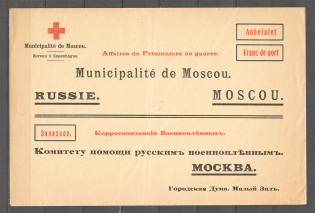 Anbefalet
Municipalité de Moscou.
Bureau à Copenhague
Affaires de Prisonniers de guerre.
Franc de port
Municipalité de Moscou.
RUSSIE. MOSCOU.
Заказное.
Корреспонденція Военноплѣнныхъ.
Комитету помощи русскимъ военноплѣннымъ.
МОСКВА.
Городская Дума. Малый Залъ.